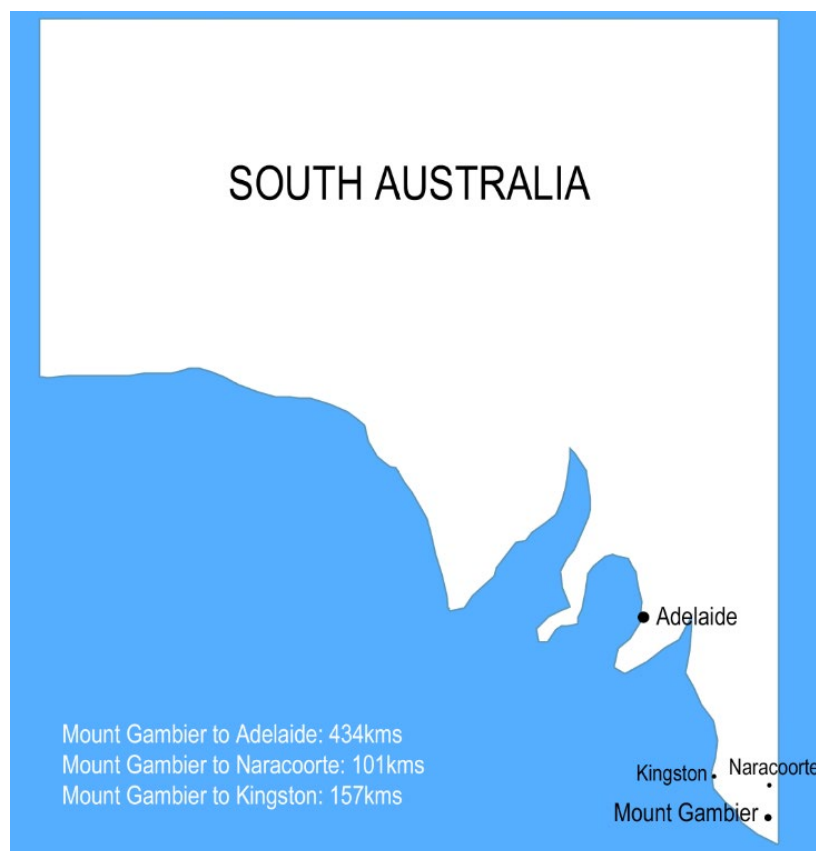 SOUTH AUSTRALIA
Adelaide
Mount Gambier to Adelaide: 434kms
Mount Gambier to Naracoorte: 101kms
Mount Gambier to Kingston: 157kms
Kingston
Naracoorte
Mount Gambier